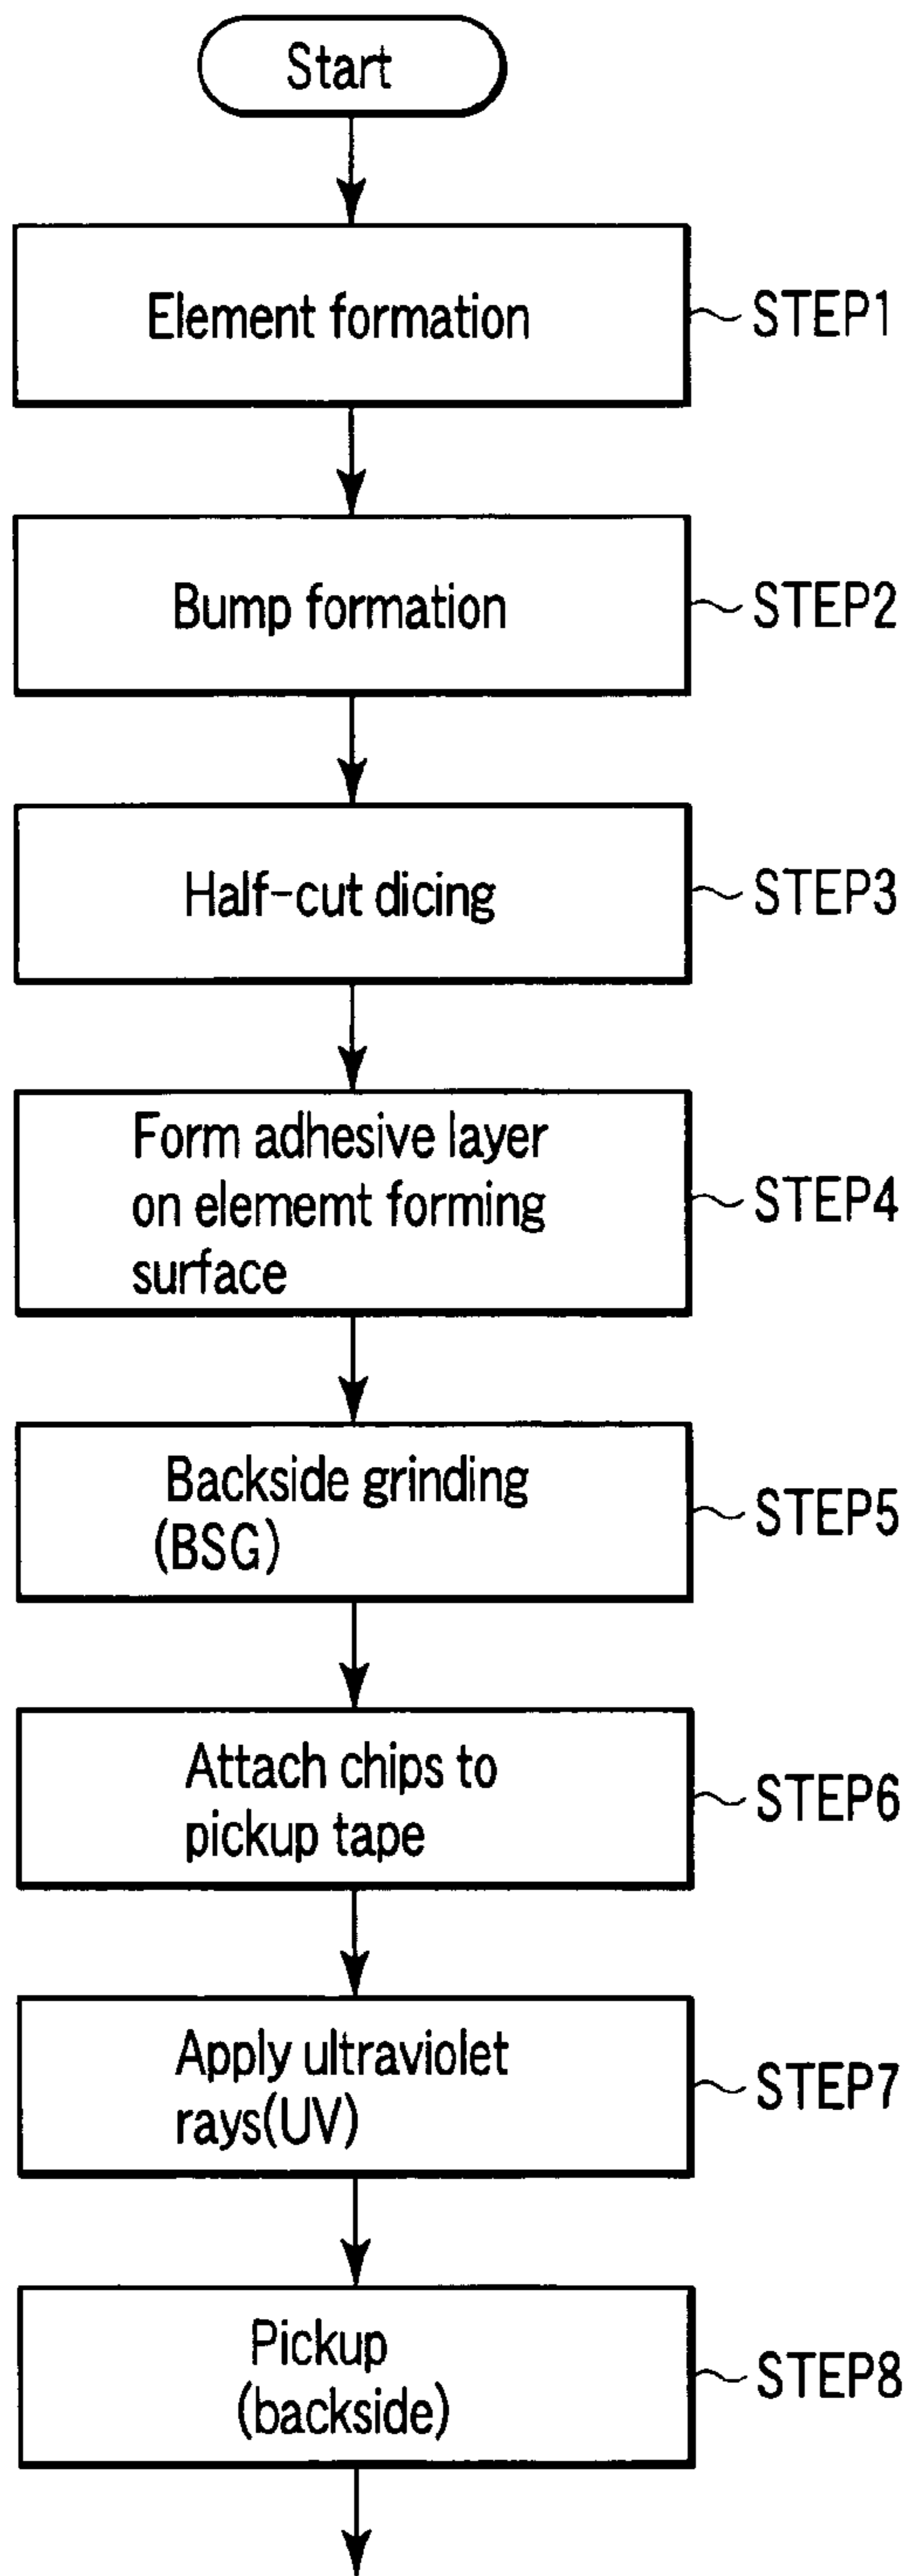 Start
Element formation
STEP1
Bump formation
STEP2
Half-cut dicing
STEP3
Form adhesive layer
on elememt forming
surface
STEP4
Backside grinding
(BSG)
STEP5
Attach chips to
pickup tape
STEP6
Apply ultraviolet
rays(UV)
STEP7
Pickup
(backside)
STEP8